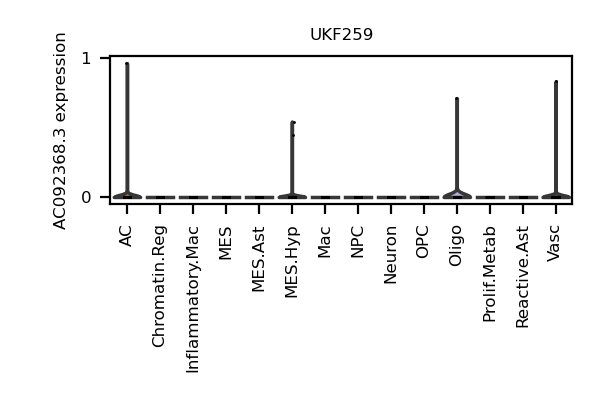 UKF259
AC092368.3 expression
1
0
AC
Chromatin.Reg
Inflammatory.Mac
MES
MES.Ast
MES.Hyp
Mac
NPC
Neuron
OPC
Oligo
Prolif.Metab
Reactive.Ast
Vasc